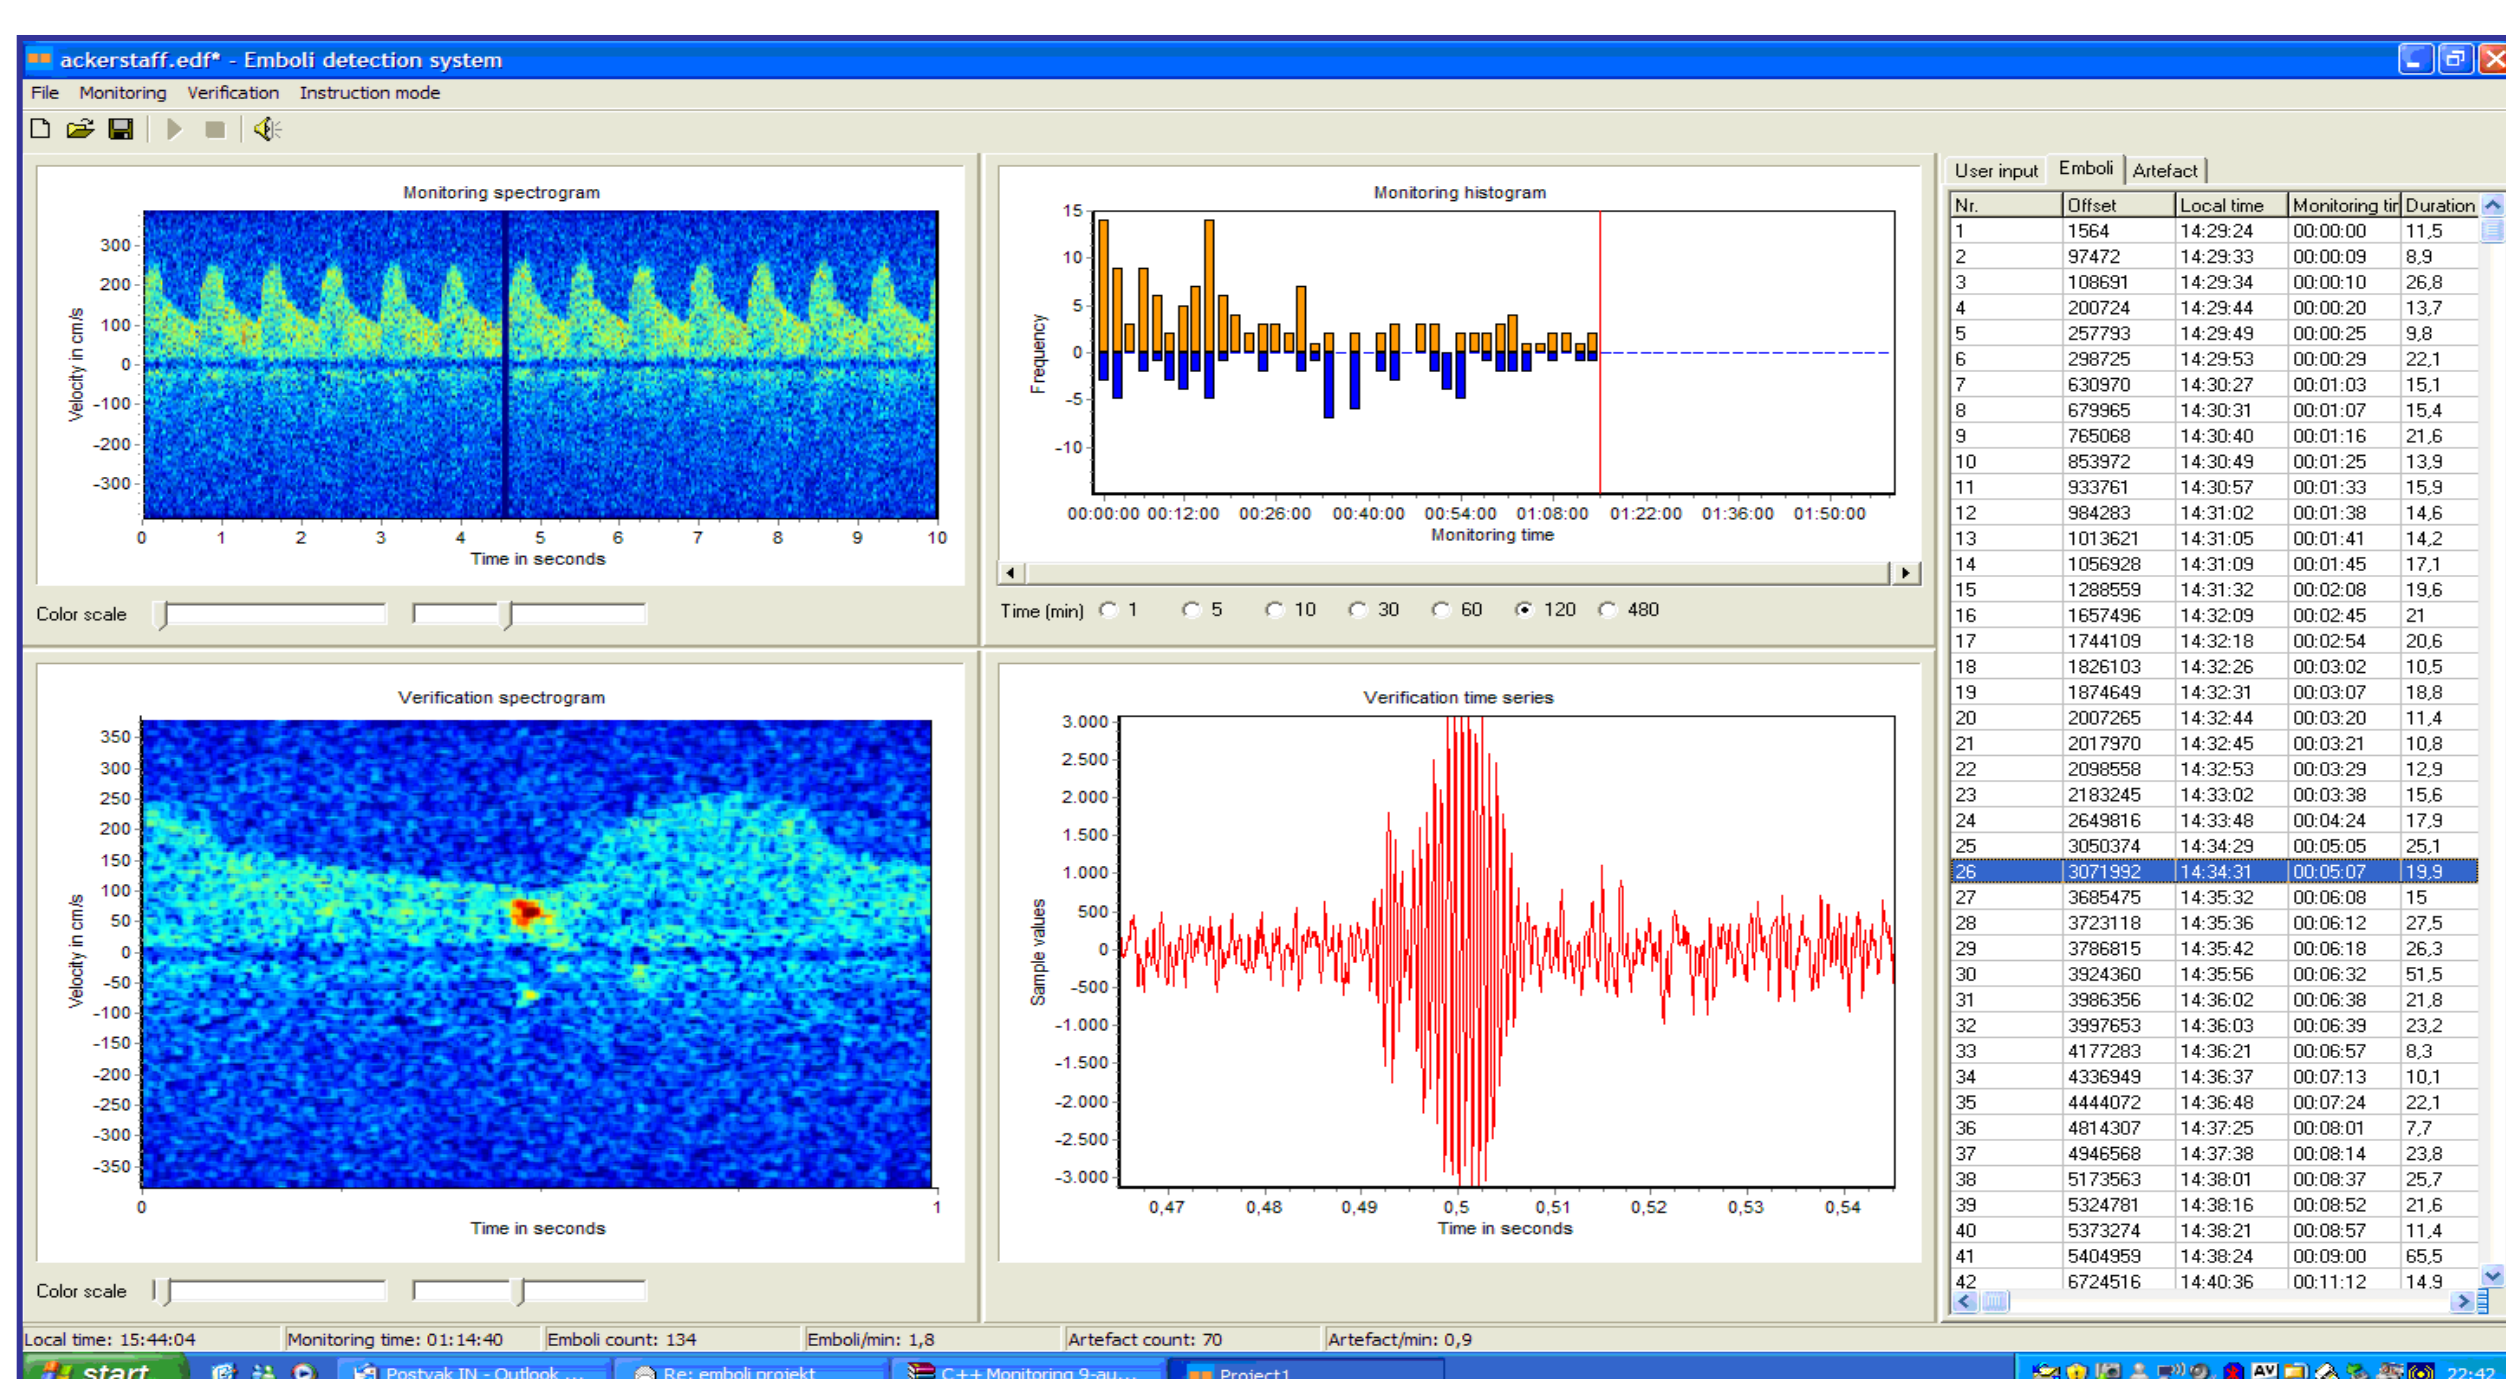 ackerstaff.edf* - Emboli detection system
File Monitoring Verification Instruction mode
Monitoring spectrogram
Velocity in cm/s
300
200
100
0
-100
-200
-300
0 1 2 3 4 5 6 7 8 9 10
Time in seconds
Color scale
Monitoring histogram
Frequency
15
10
5
0
-5
-10
00:00:00 00:12:00 00:26:00 00:40:00 00:54:00 01:08:00 01:22:00 01:36:00 01:50:00
Monitoring time
Time (min) 1 5 10 30 60 120 480
Verification spectrogram
Velocity in cm/s
350
300
250
200
150
100
50
0
-50
-100
-150
-200
-250
-300
-350
0 1
Time in seconds
Color scale
Verification time series
Sample values
3.000
2.500
2.000
1.500
1.000
500
0
-500
-1.000
-1.500
-2.000
-2.500
-3.000
0,47 0,48 0,49 0,5 0,51 0,52 0,53 0,54
Time in seconds
User input Emboli Artefact
Nr. Offset Local time Monitoring tir Duration
1 1564 14:29:24 00:00:00 11,5
2 97472 14:29:33 00:00:09 8,9
3 108691 14:29:34 00:00:10 26,8
4 200724 14:29:44 00:00:20 13,7
5 257793 14:29:49 00:00:25 9,8
6 298725 14:29:53 00:00:29 22,1
7 630970 14:30:27 00:01:03 15,1
8 679965 14:30:31 00:01:07 15,4
9 765068 14:30:40 00:01:16 21,6
10 853972 14:30:49 00:01:25 13,9
11 933761 14:30:57 00:01:33 15,9
12 984283 14:31:02 00:01:38 14,6
13 1013621 14:31:05 00:01:41 14,2
14 1056928 14:31:09 00:01:45 17,1
15 1288559 14:31:32 00:02:08 19,6
16 1657496 14:32:09 00:02:45 21
17 1744109 14:32:18 00:02:54 20,6
18 1826103 14:32:26 00:03:02 10,5
19 1874649 14:32:31 00:03:07 18,8
20 2007265 14:32:44 00:03:20 11,4
21 2017970 14:32:45 00:03:21 10,8
22 2098558 14:32:53 00:03:29 12,9
23 2183245 14:33:02 00:03:38 15,6
24 2649816 14:33:48 00:04:24 17,9
25 3050374 14:34:29 00:05:05 25,1
26 3071992 14:34:31 00:05:07 19,9
27 3685475 14:35:32 00:06:08 15
28 3723118 14:35:36 00:06:12 27,5
29 3786815 14:35:42 00:06:18 26,3
30 3924360 14:35:56 00:06:32 51,5
31 3986356 14:36:02 00:06:38 21,8
32 3997653 14:36:03 00:06:39 23,2
33 4177283 14:36:21 00:06:57 8,3
34 4336949 14:36:37 00:07:13 10,1
35 4444072 14:36:48 00:07:24 22,1
36 4814307 14:37:25 00:08:01 7,7
37 4946568 14:37:38 00:08:14 23,8
38 5173563 14:38:01 00:08:37 25,7
39 5324781 14:38:16 00:08:52 21,6
40 5373274 14:38:21 00:08:57 11,4
41 5404959 14:38:24 00:09:00 65,5
42 6724516 14:40:36 00:11:12 14,9
Local time: 15:44:04 Monitoring time: 01:14:40 Emboli count: 134 Emboli/min: 1,8 Artefact count: 70 Artefact/min: 0,9
start Postvak IN - Outlook ... Re: emboli projekt C++ Monitoring 9-au... Project1 AV 22:42